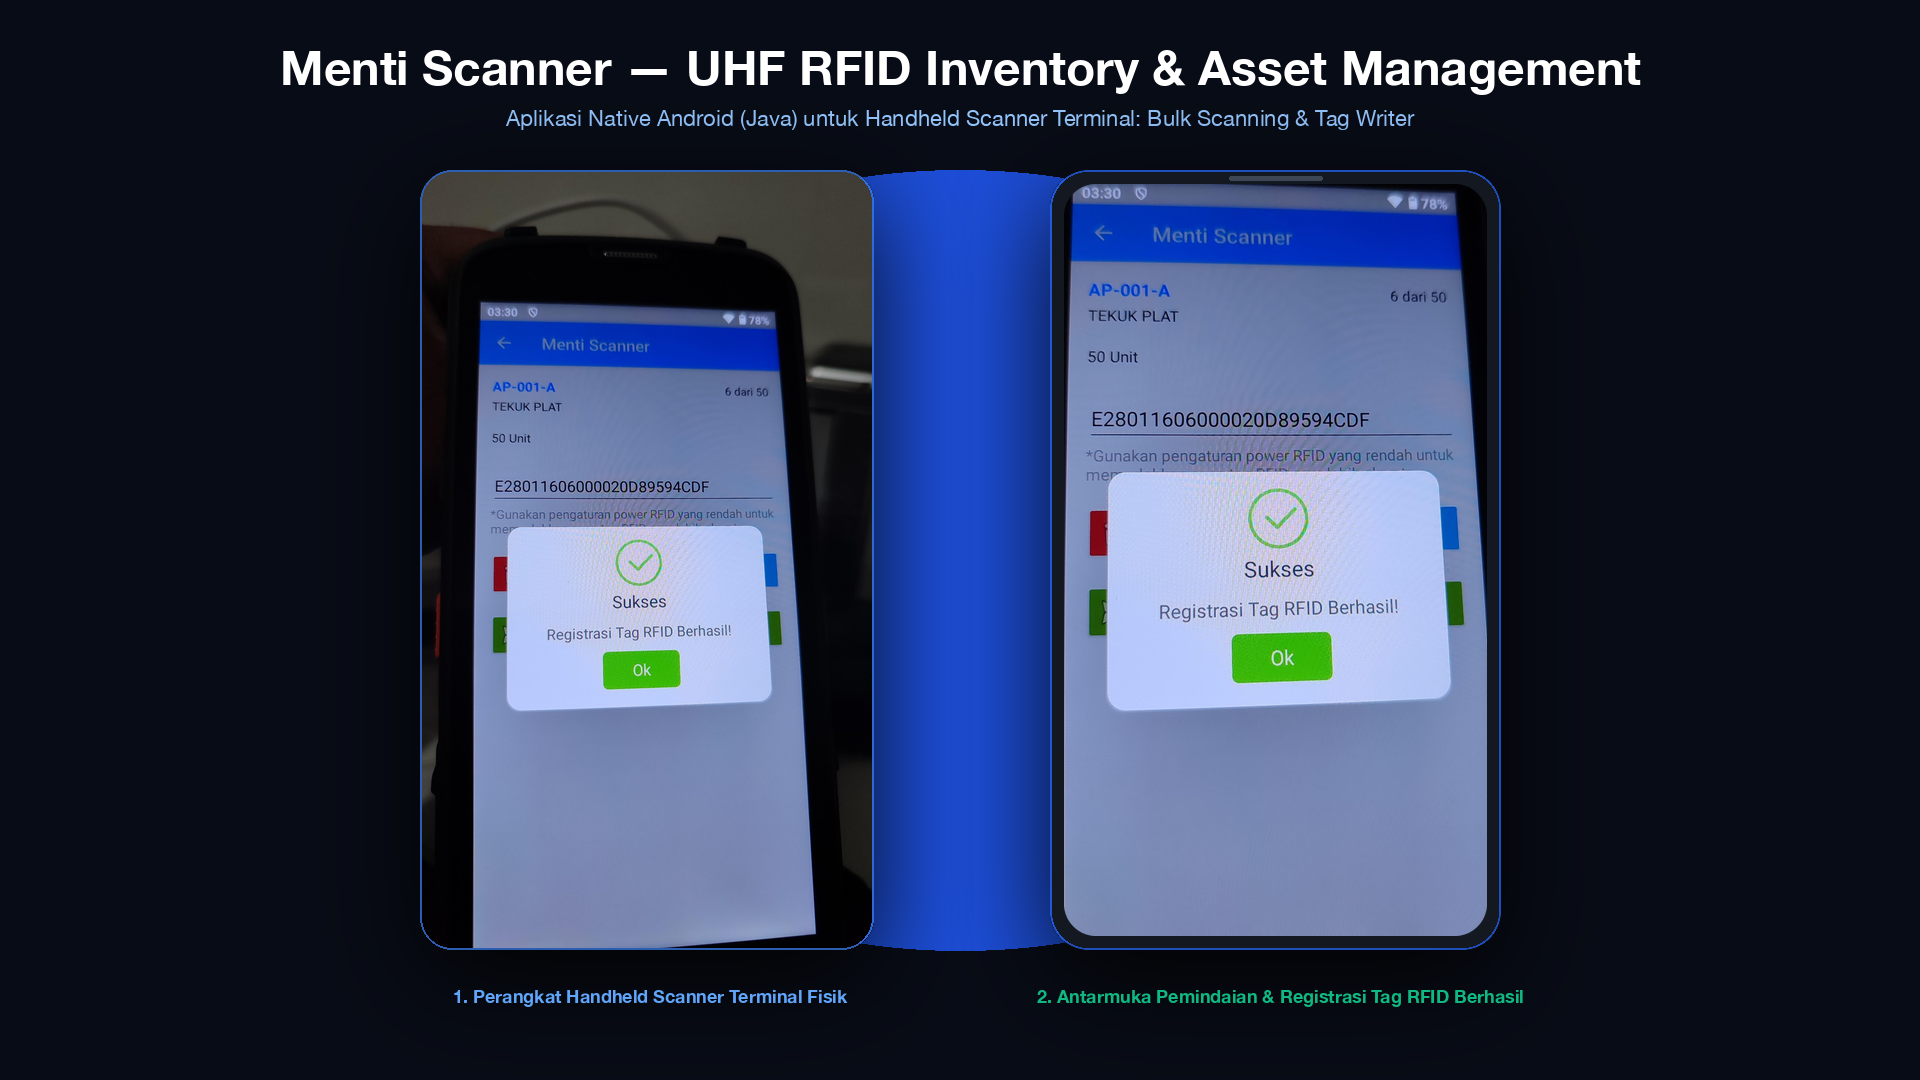 Menti Scanner — UHF RFID Inventory & Asset Management
Aplikasi Native Android (Java) untuk Handheld Scanner Terminal: Bulk Scanning & Tag Writer
03:30
78%
Menti Scanner
AP-001-A
6 dari 50
TEKUK PLAT
50 Unit
E28011606000020D89594CDF
*Gunakan pengaturan power RFID yang rendah untuk
Sukses
Registrasi Tag RFID Berhasil!
Ok
03:30
78%
Menti Scanner
AP-001-A
6 dari 50
TEKUK PLAT
50 Unit
E28011606000020D89594CDF
*Gunakan pengaturan power RFID yang rendah untuk
Sukses
Registrasi Tag RFID Berhasil!
Ok
1. Perangkat Handheld Scanner Terminal Fisik
2. Antarmuka Pemindaian & Registrasi Tag RFID Berhasil